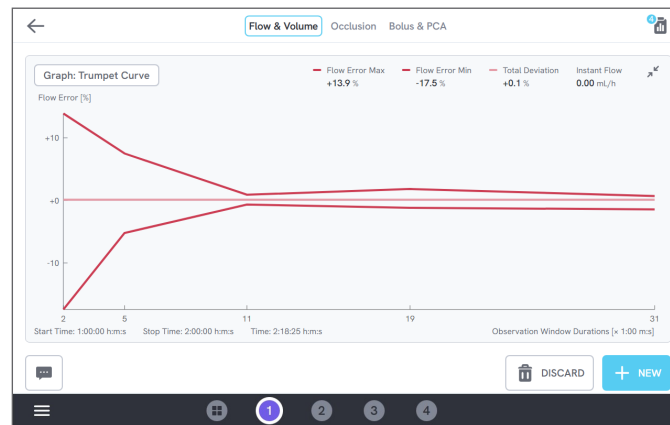 Flow & Volume Occlusion Bolus & PCA
4
Graph: Trumpet Curve
Flow Error Max Flow Error Min Total Deviation Instant Flow
+13.9 % -17.5 % +0.1 % 0.00 mL/h
Flow Error [%]
+10
+0
-10
2 5 11 19 31
Start Time: 1:00:00 h:m:s Stop Time: 2:00:00 h:m:s Time: 2:18:25 h:m:s Observation Window Durations [× 1:00 m:s]
DISCARD NEW
1 2 3 4